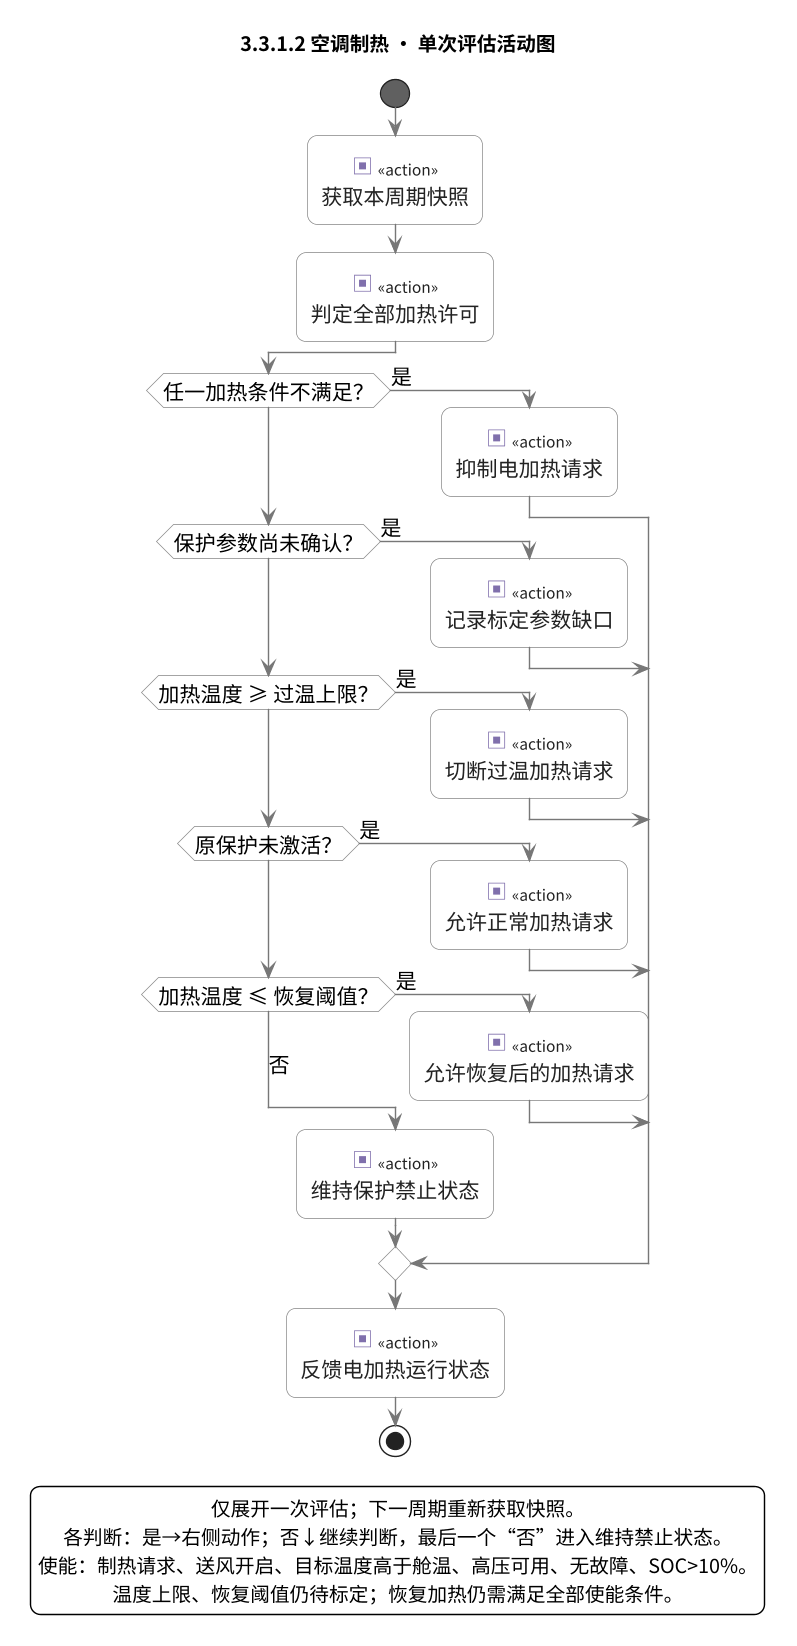 3.3.1.2 空调制热 • 单次评估活动图
«action»
获取本周期快照
«action»
判定全部加热许可
任一加热条件不满足？
是
«action»
抑制电加热请求
保护参数尚未确认？
是
«action»
记录标定参数缺口
加热温度 ≥ 过温上限？
是
«action»
切断过温加热请求
原保护未激活？
是
«action»
允许正常加热请求
加热温度 ≤ 恢复阈值？
是
«action»
允许恢复后的加热请求
否
«action»
维持保护禁止状态
«action»
反馈电加热运行状态
仅展开一次评估；下一周期重新获取快照。
各判断：是→右侧动作；否↓继续判断，最后一个“否”进入维持禁止状态。
使能：制热请求、送风开启、目标温度高于舱温、高压可用、无故障、SOC>10%。
温度上限、恢复阈值仍待标定；恢复加热仍需满足全部使能条件。